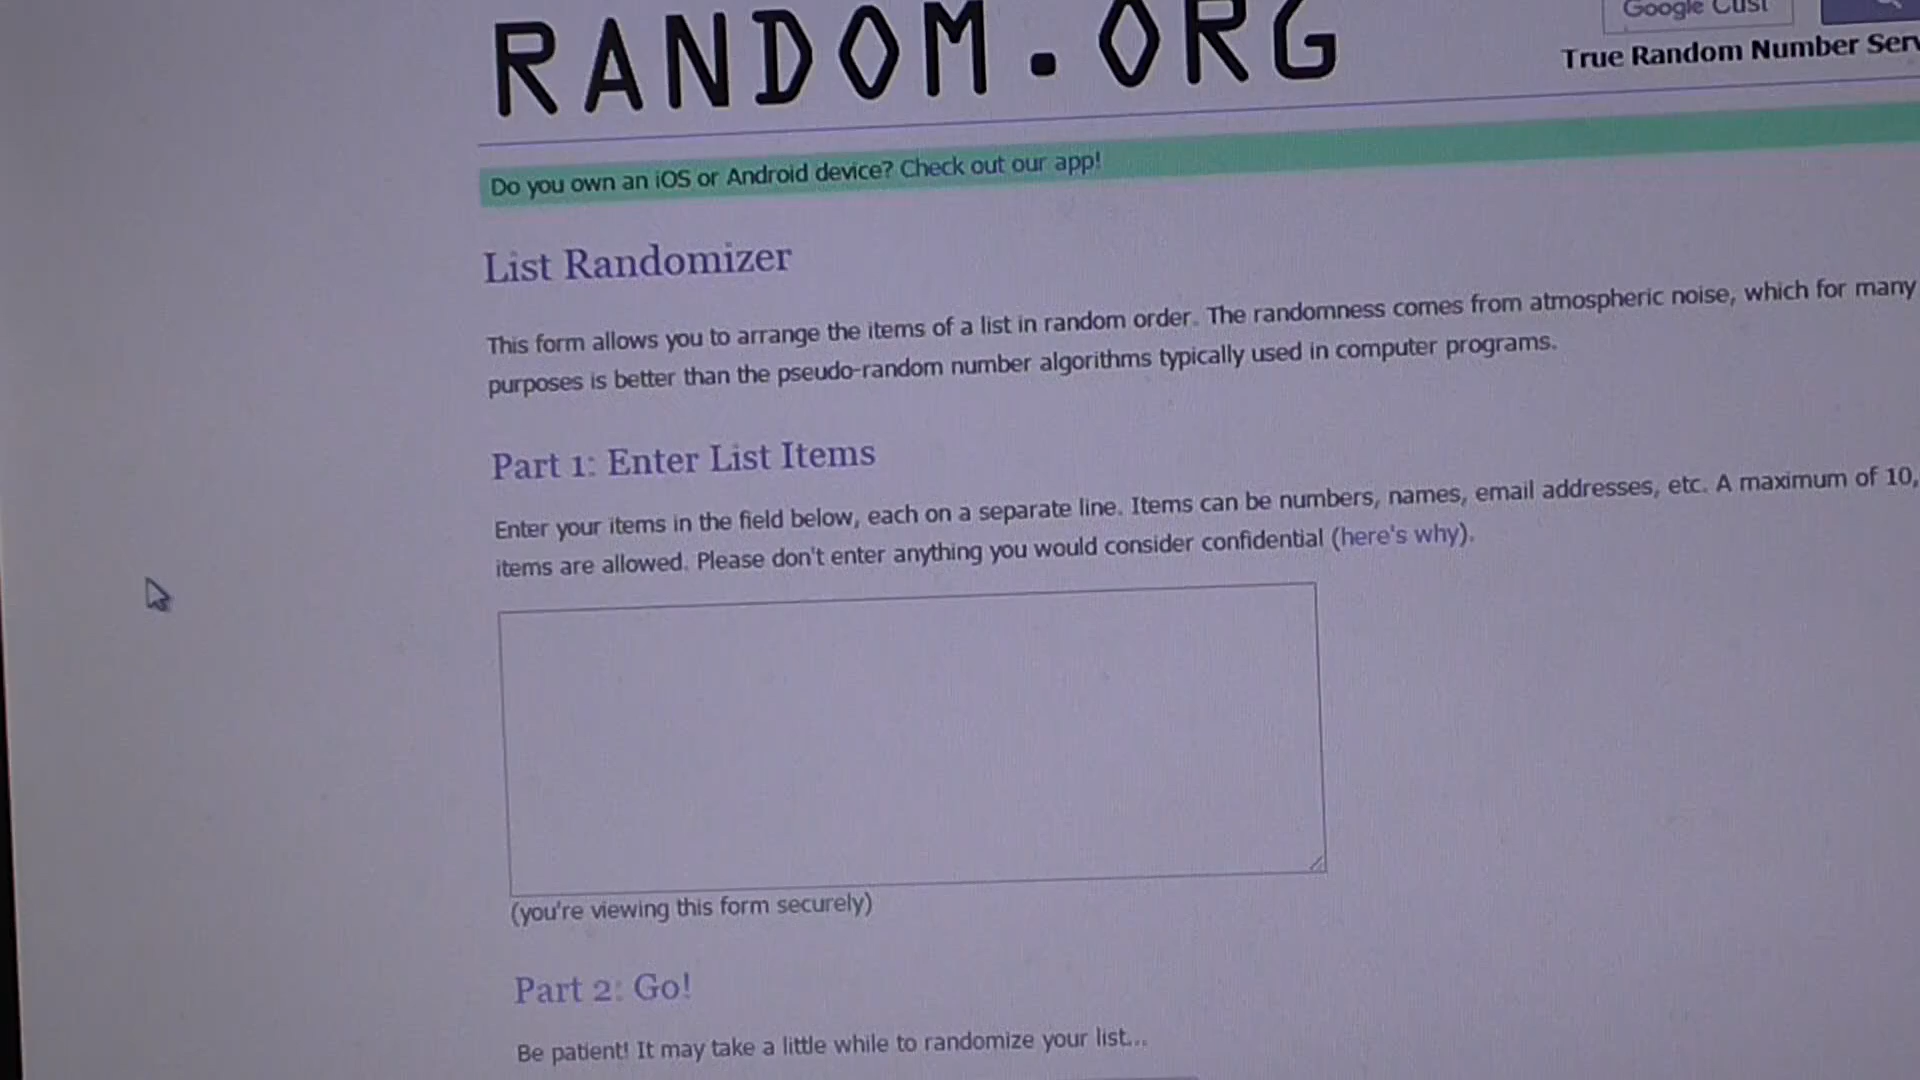 RANDOM.ORG
Google Cust
True Random Number Serv
Do you own an iOS or Android device? Check out our app!
List Randomizer
This form allows you to arrange the items of a list in random order. The randomness comes from atmospheric noise, which for many
purposes is better than the pseudo-random number algorithms typically used in computer programs.
Part 1: Enter List Items
Enter your items in the field below, each on a separate line. Items can be numbers, names, email addresses, etc. A maximum of 10,
items are allowed. Please don't enter anything you would consider confidential (here's why).
(you're viewing this form securely)
Part 2: Go!
Be patient! It may take a little while to randomize your list...